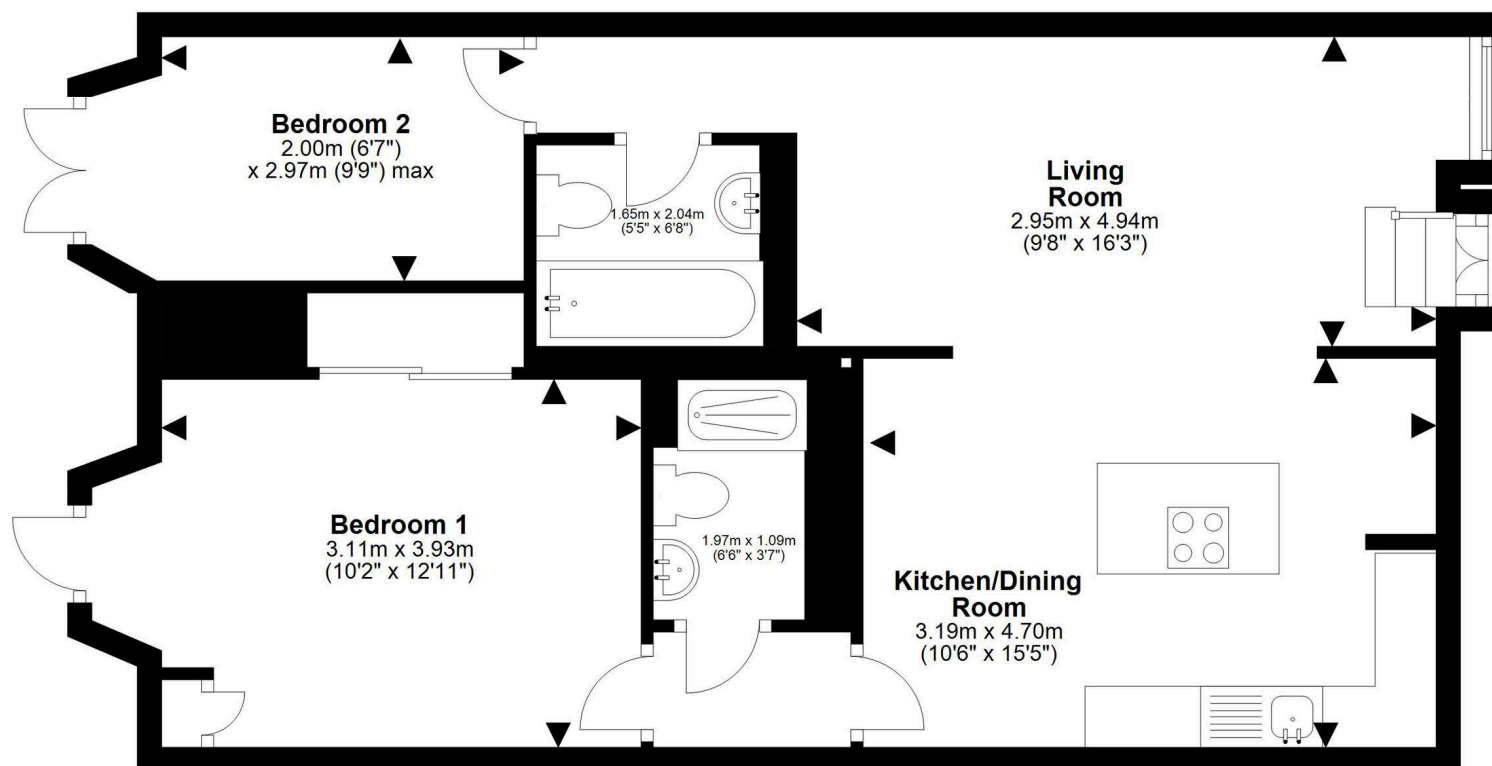 Bedroom 2
2.00m (6'7")
x 2.97m (9'9") max
1.65m x 2.04m
(5'5" x 6'8")
Living
Room
2.95m x 4.94m
(9'8" x 16'3")
Bedroom 1
3.11m x 3.93m
(10'2" x 12'11")
1.97m x 1.09m
(6'6" x 3'7")
Kitchen/Dining
Room
3.19m x 4.70m
(10'6" x 15'5")